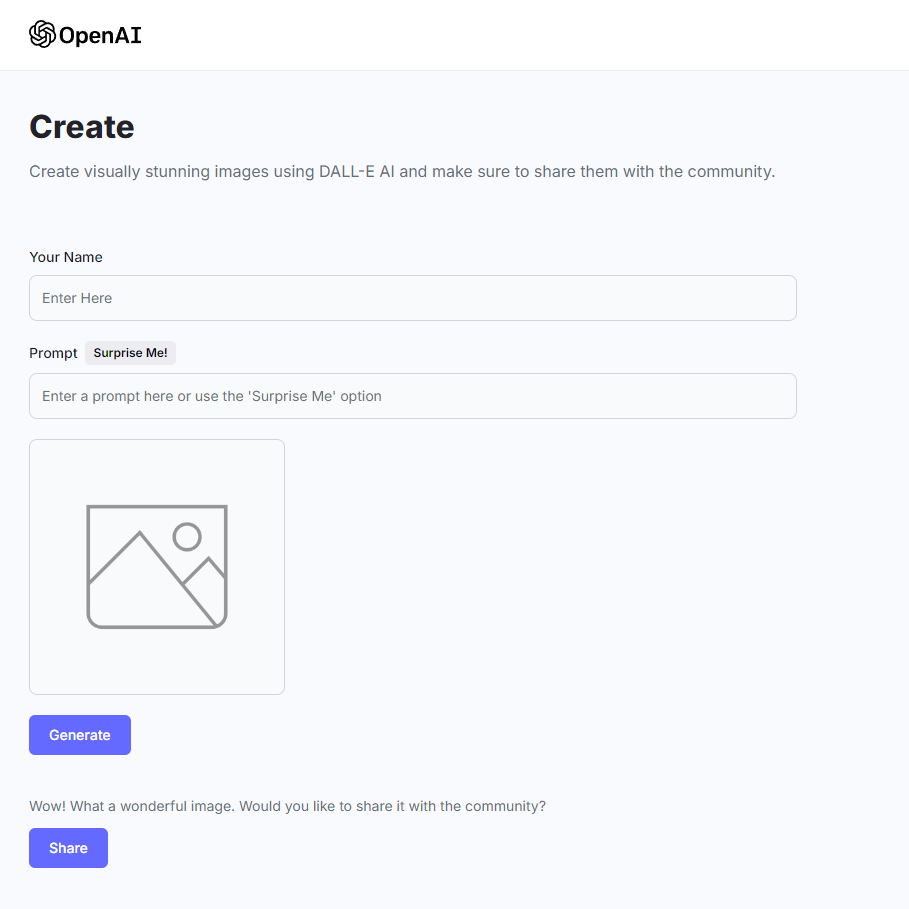 OpenAI
Create
Create visually stunning images using DALL-E AI and make sure to share them with the community.
Your Name
Enter Here
Prompt Surprise Me!
Enter a prompt here or use the 'Surprise Me' option
Generate
Wow! What a wonderful image. Would you like to share it with the community?
Share